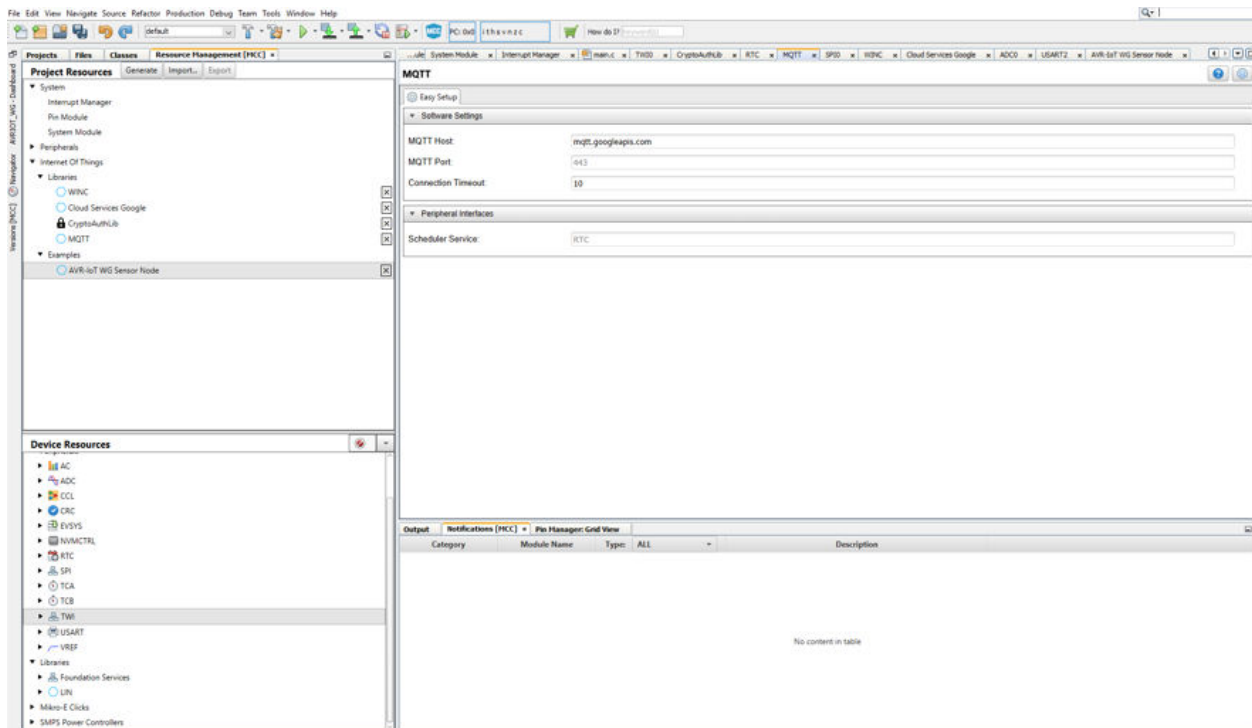 File Edit View Navigate Source Refactor Production Debug Team Tools Window Help
default
PC: 0x0
How do I?
Projects Files Classes Resource Management [MCC]
System Module Interrupt Manager main.c TWI0 CryptoAuthLib RTC MQTT SPI0 WINC Cloud Services Google ADC0 USART2 AVR-IoT WG Sensor Node
AVRIOT_WG - Dashboard
Navigator
Versions [MCC]
Project Resources Generate Import... Export
System
Interrupt Manager
Pin Module
System Module
Peripherals
Internet Of Things
Libraries
WINC
Cloud Services Google
CryptoAuthLib
MQTT
Examples
AVR-IoT WG Sensor Node
MQTT
Easy Setup
Software Settings
MQTT Host: mqtt.googleapis.com
MQTT Port: 443
Connection Timeout: 10
Peripheral Interfaces
Scheduler Service: RTC
Device Resources
AC
ADC
CCL
CRC
EVSYS
NVMCTRL
RTC
SPI
TCA
TCB
TWI
USART
VREF
Libraries
Foundation Services
LIN
Mikro-E Clicks
SMPS Power Controllers
Output Notifications [MCC] Pin Manager: Grid View
Category Module Name Type: ALL Description
No content in table